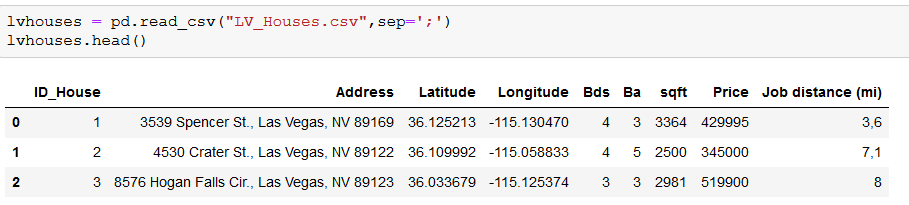 lvhouses = pd.read_csv("LV_Houses.csv",sep=';')
lvhouses.head()
ID_House Address Latitude Longitude Bds Ba sqft Price Job distance (mi)
0 1 3539 Spencer St., Las Vegas, NV 89169 36.125213 -115.130470 4 3 3364 429995 3,6
1 2 4530 Crater St., Las Vegas, NV 89122 36.109992 -115.058833 4 5 2500 345000 7,1
2 3 8576 Hogan Falls Cir., Las Vegas, NV 89123 36.033679 -115.125374 3 3 2981 519900 8